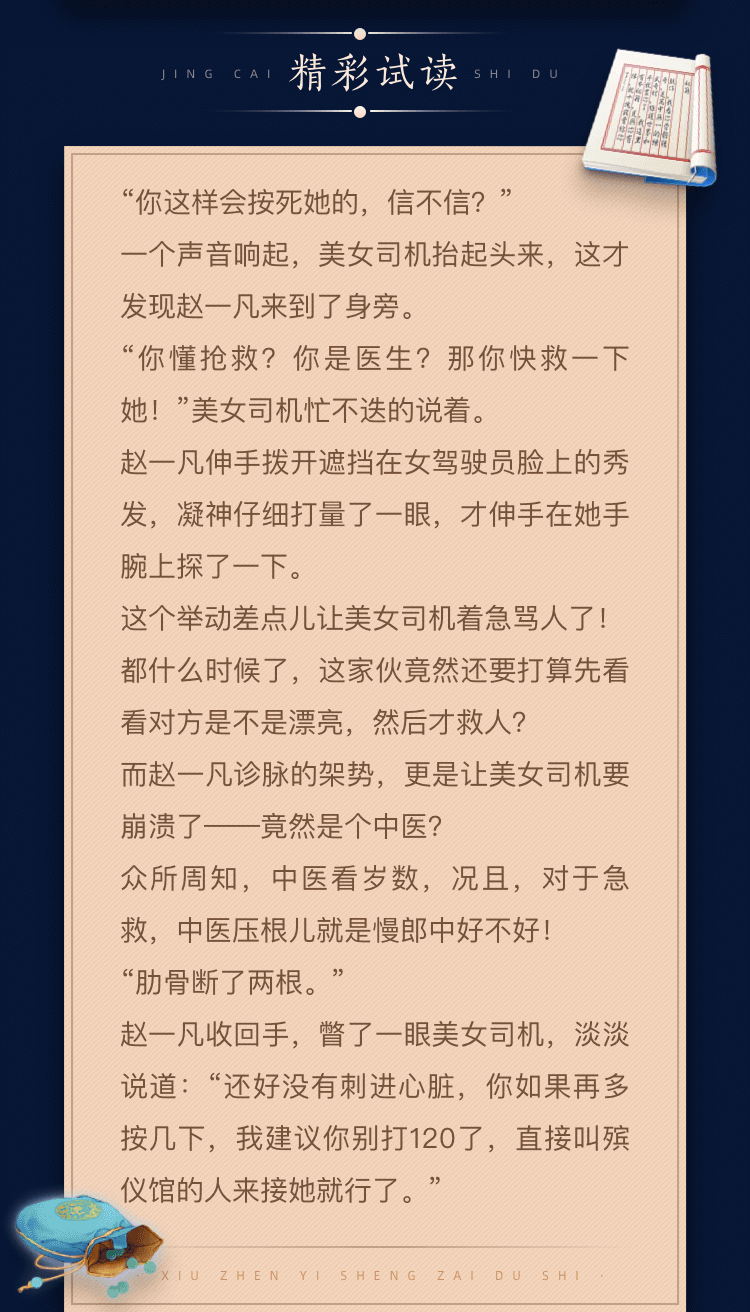 JING CAI 精彩试读 SHI DU
“你这样会按死她的，信不信？”
一个声音响起，美女司机抬起头来，这才
发现赵一凡来到了身旁。
“你懂抢救？你是医生？那你快救一下
她！”美女司机忙不迭的说着。
赵一凡伸手拨开遮挡在女驾驶员脸上的秀
发，凝神仔细打量了一眼，才伸手在她手
腕上探了一下。
这个举动差点儿让美女司机着急骂人了！
都什么时候了，这家伙竟然还要打算先看
看对方是不是漂亮，然后才救人？
而赵一凡诊脉的架势，更是让美女司机要
崩溃了——竟然是个中医？
众所周知，中医看岁数，况且，对于急
救，中医压根儿就是慢郎中好不好！
“肋骨断了两根。”
赵一凡收回手，瞥了一眼美女司机，淡淡
说道：“还好没有刺进心脏，你如果再多
按几下，我建议你别打120了，直接叫殡
仪馆的人来接她就行了。”
XIU ZHEN YI SHENG ZAI DU SHI ·